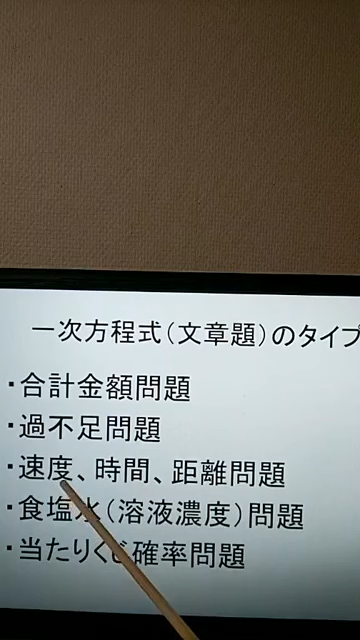 一次方程式(文章題)のタイプ
・合計金額問題
・過不足問題
・速度、時間、距離問題
・食塩水(溶液濃度)問題
・当たりくじ確率問題